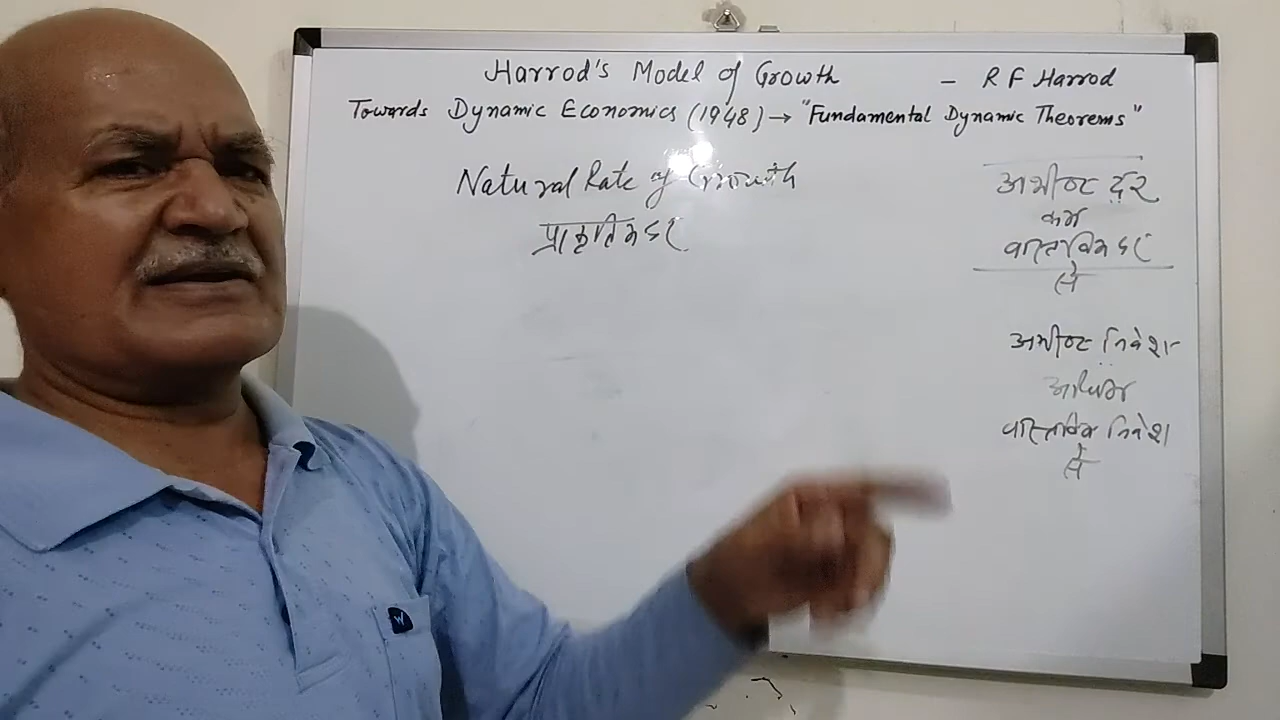 Harrod's Model of Growth - R F Harrod
Towards Dynamic Economics (1948) → "Fundamental Dynamic Theorems"
Natural Rate of Growth
प्राकृतिक दर
अभीष्ट दर
कम
वास्तविक दर
से
अभीष्ट निवेश
अधिक
वास्तविक निवेश
से
W